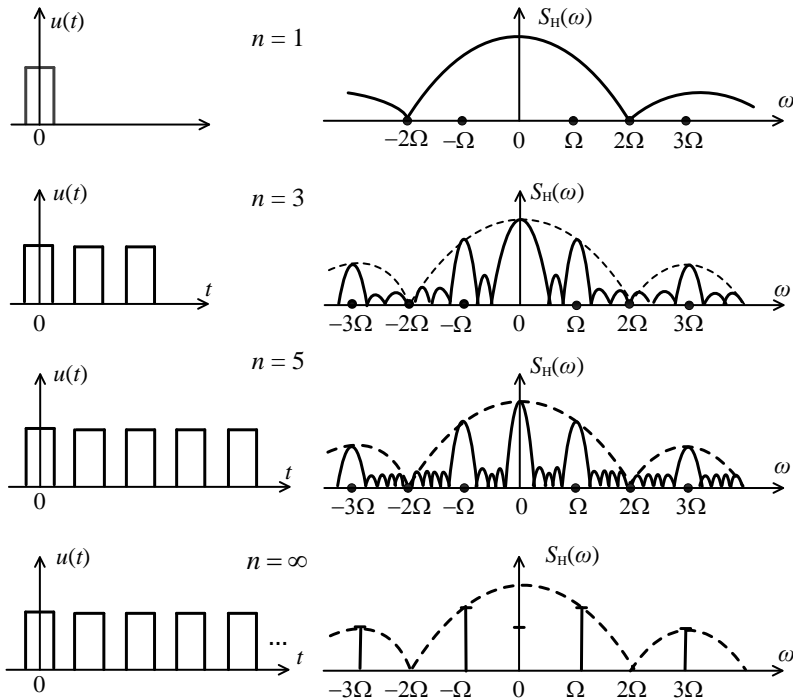 u(t)
n = 1
S_H(ω)
ω
0
−2Ω −Ω 0 Ω 2Ω 3Ω
u(t)
n = 3
S_H(ω)
t
ω
0
−3Ω −2Ω −Ω 0 Ω 2Ω 3Ω
u(t)
n = 5
S_H(ω)
t
ω
0
−3Ω −2Ω −Ω 0 Ω 2Ω 3Ω
u(t)
n = ∞
S_H(ω)
...
t
ω
0
−3Ω −2Ω −Ω 0 Ω 2Ω 3Ω